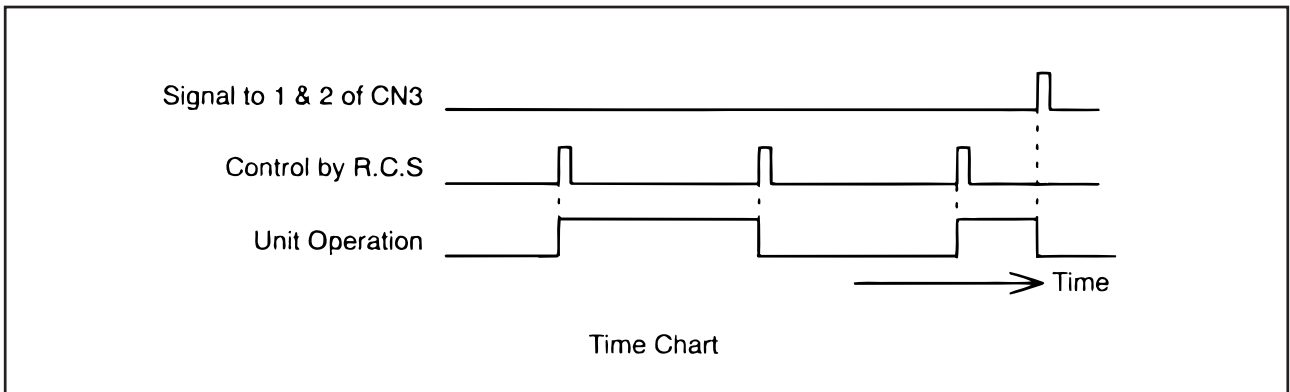 Signal to 1 & 2 of CN3
Control by R.C.S
Unit Operation
Time
Time Chart